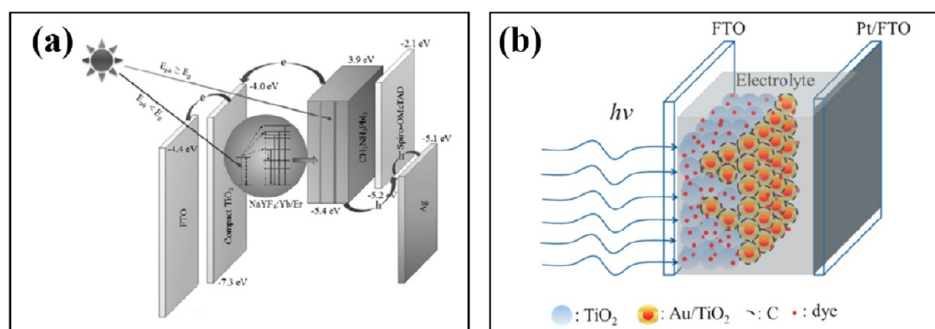 (a)
-2.1 eV
3.9 eV
e
Eph ≥ Eg
-4.0 eV
e
Eph < Eg
-4.4 eV
CH3NH3PbI3
Spiro-OMeTAD
-5.1 eV
h
FTO
Compact TiO2
NaYF4:Yb/Er
-5.4 eV
-5.2 eV
h
Ag
-7.3 eV
(b)
FTO
Pt/FTO
Electrolyte
hv
: TiO2
: Au/TiO2
: C
: dye